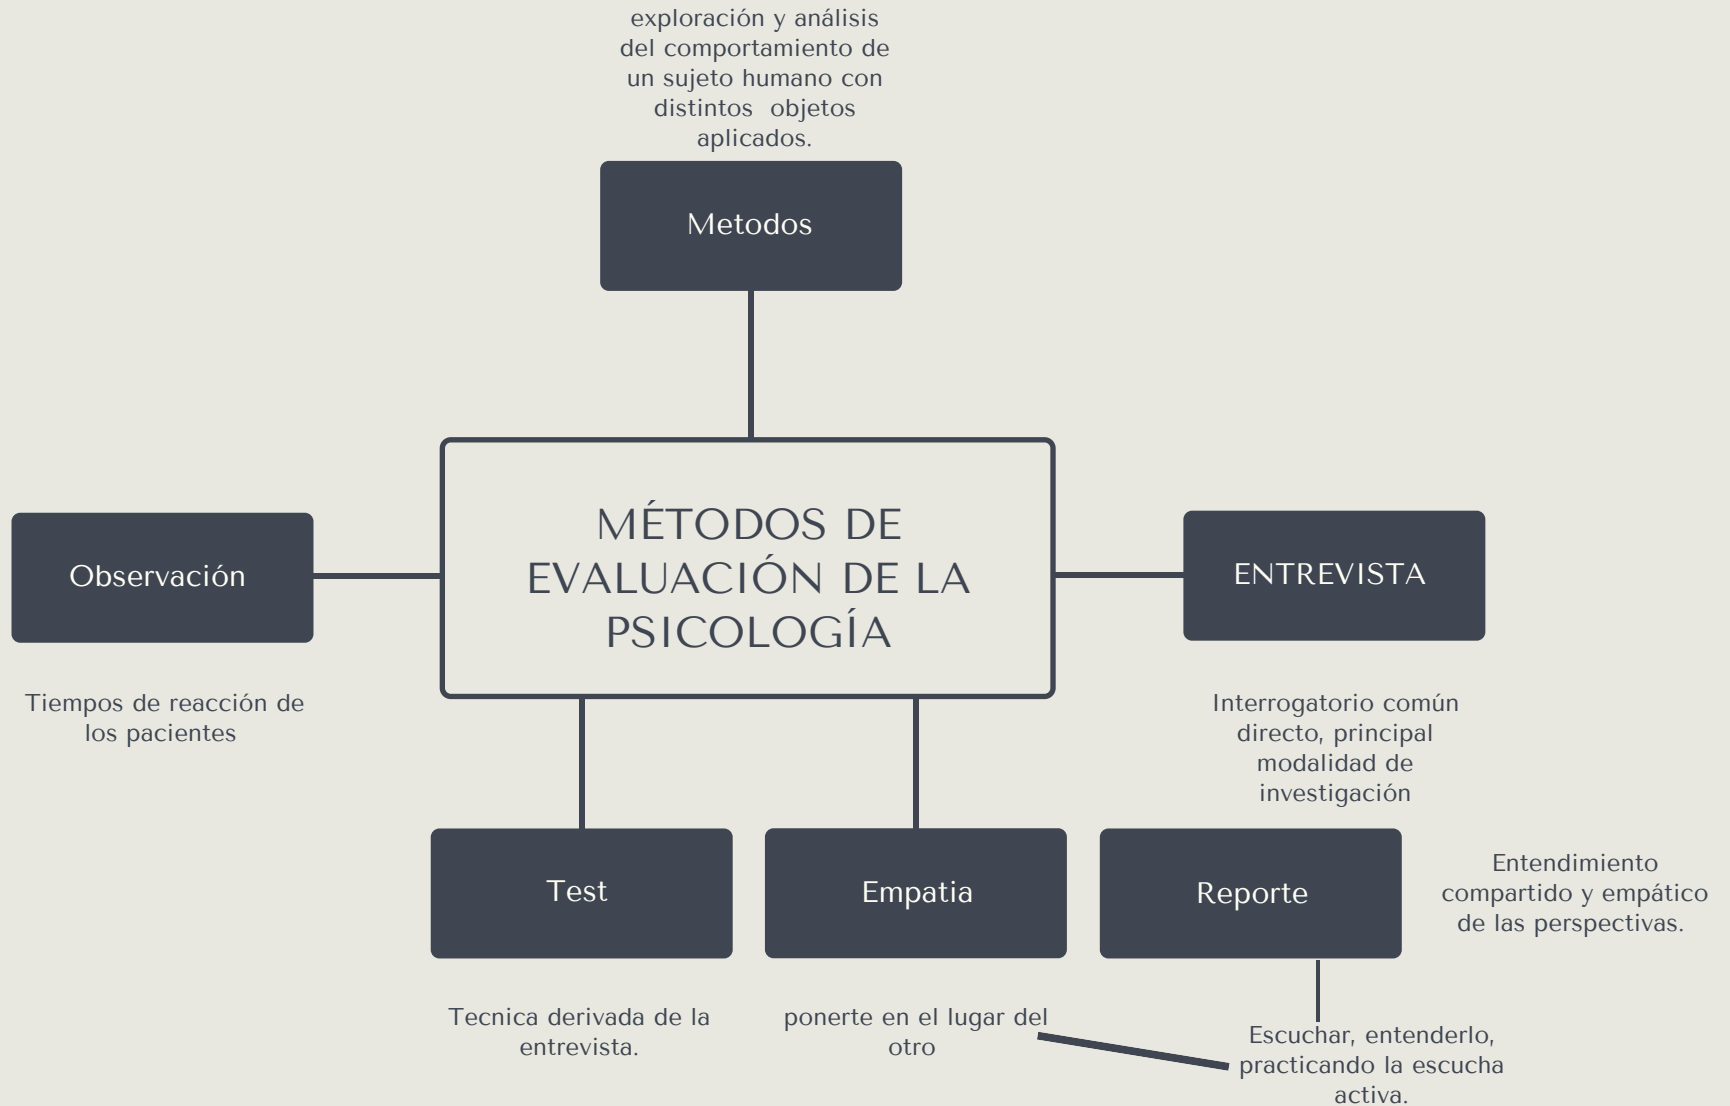 exploración y análisis
del comportamiento de
un sujeto humano con
distintos objetos
aplicados.
Metodos
MÉTODOS DE
EVALUACIÓN DE LA
PSICOLOGÍA
Observación
Tiempos de reacción de
los pacientes
ENTREVISTA
Interrogatorio común
directo, principal
modalidad de
investigación
Test
Tecnica derivada de la
entrevista.
Empatia
ponerte en el lugar del
otro
Reporte
Entendimiento
compartido y empático
de las perspectivas.
Escuchar, entenderlo,
practicando la escucha
activa.